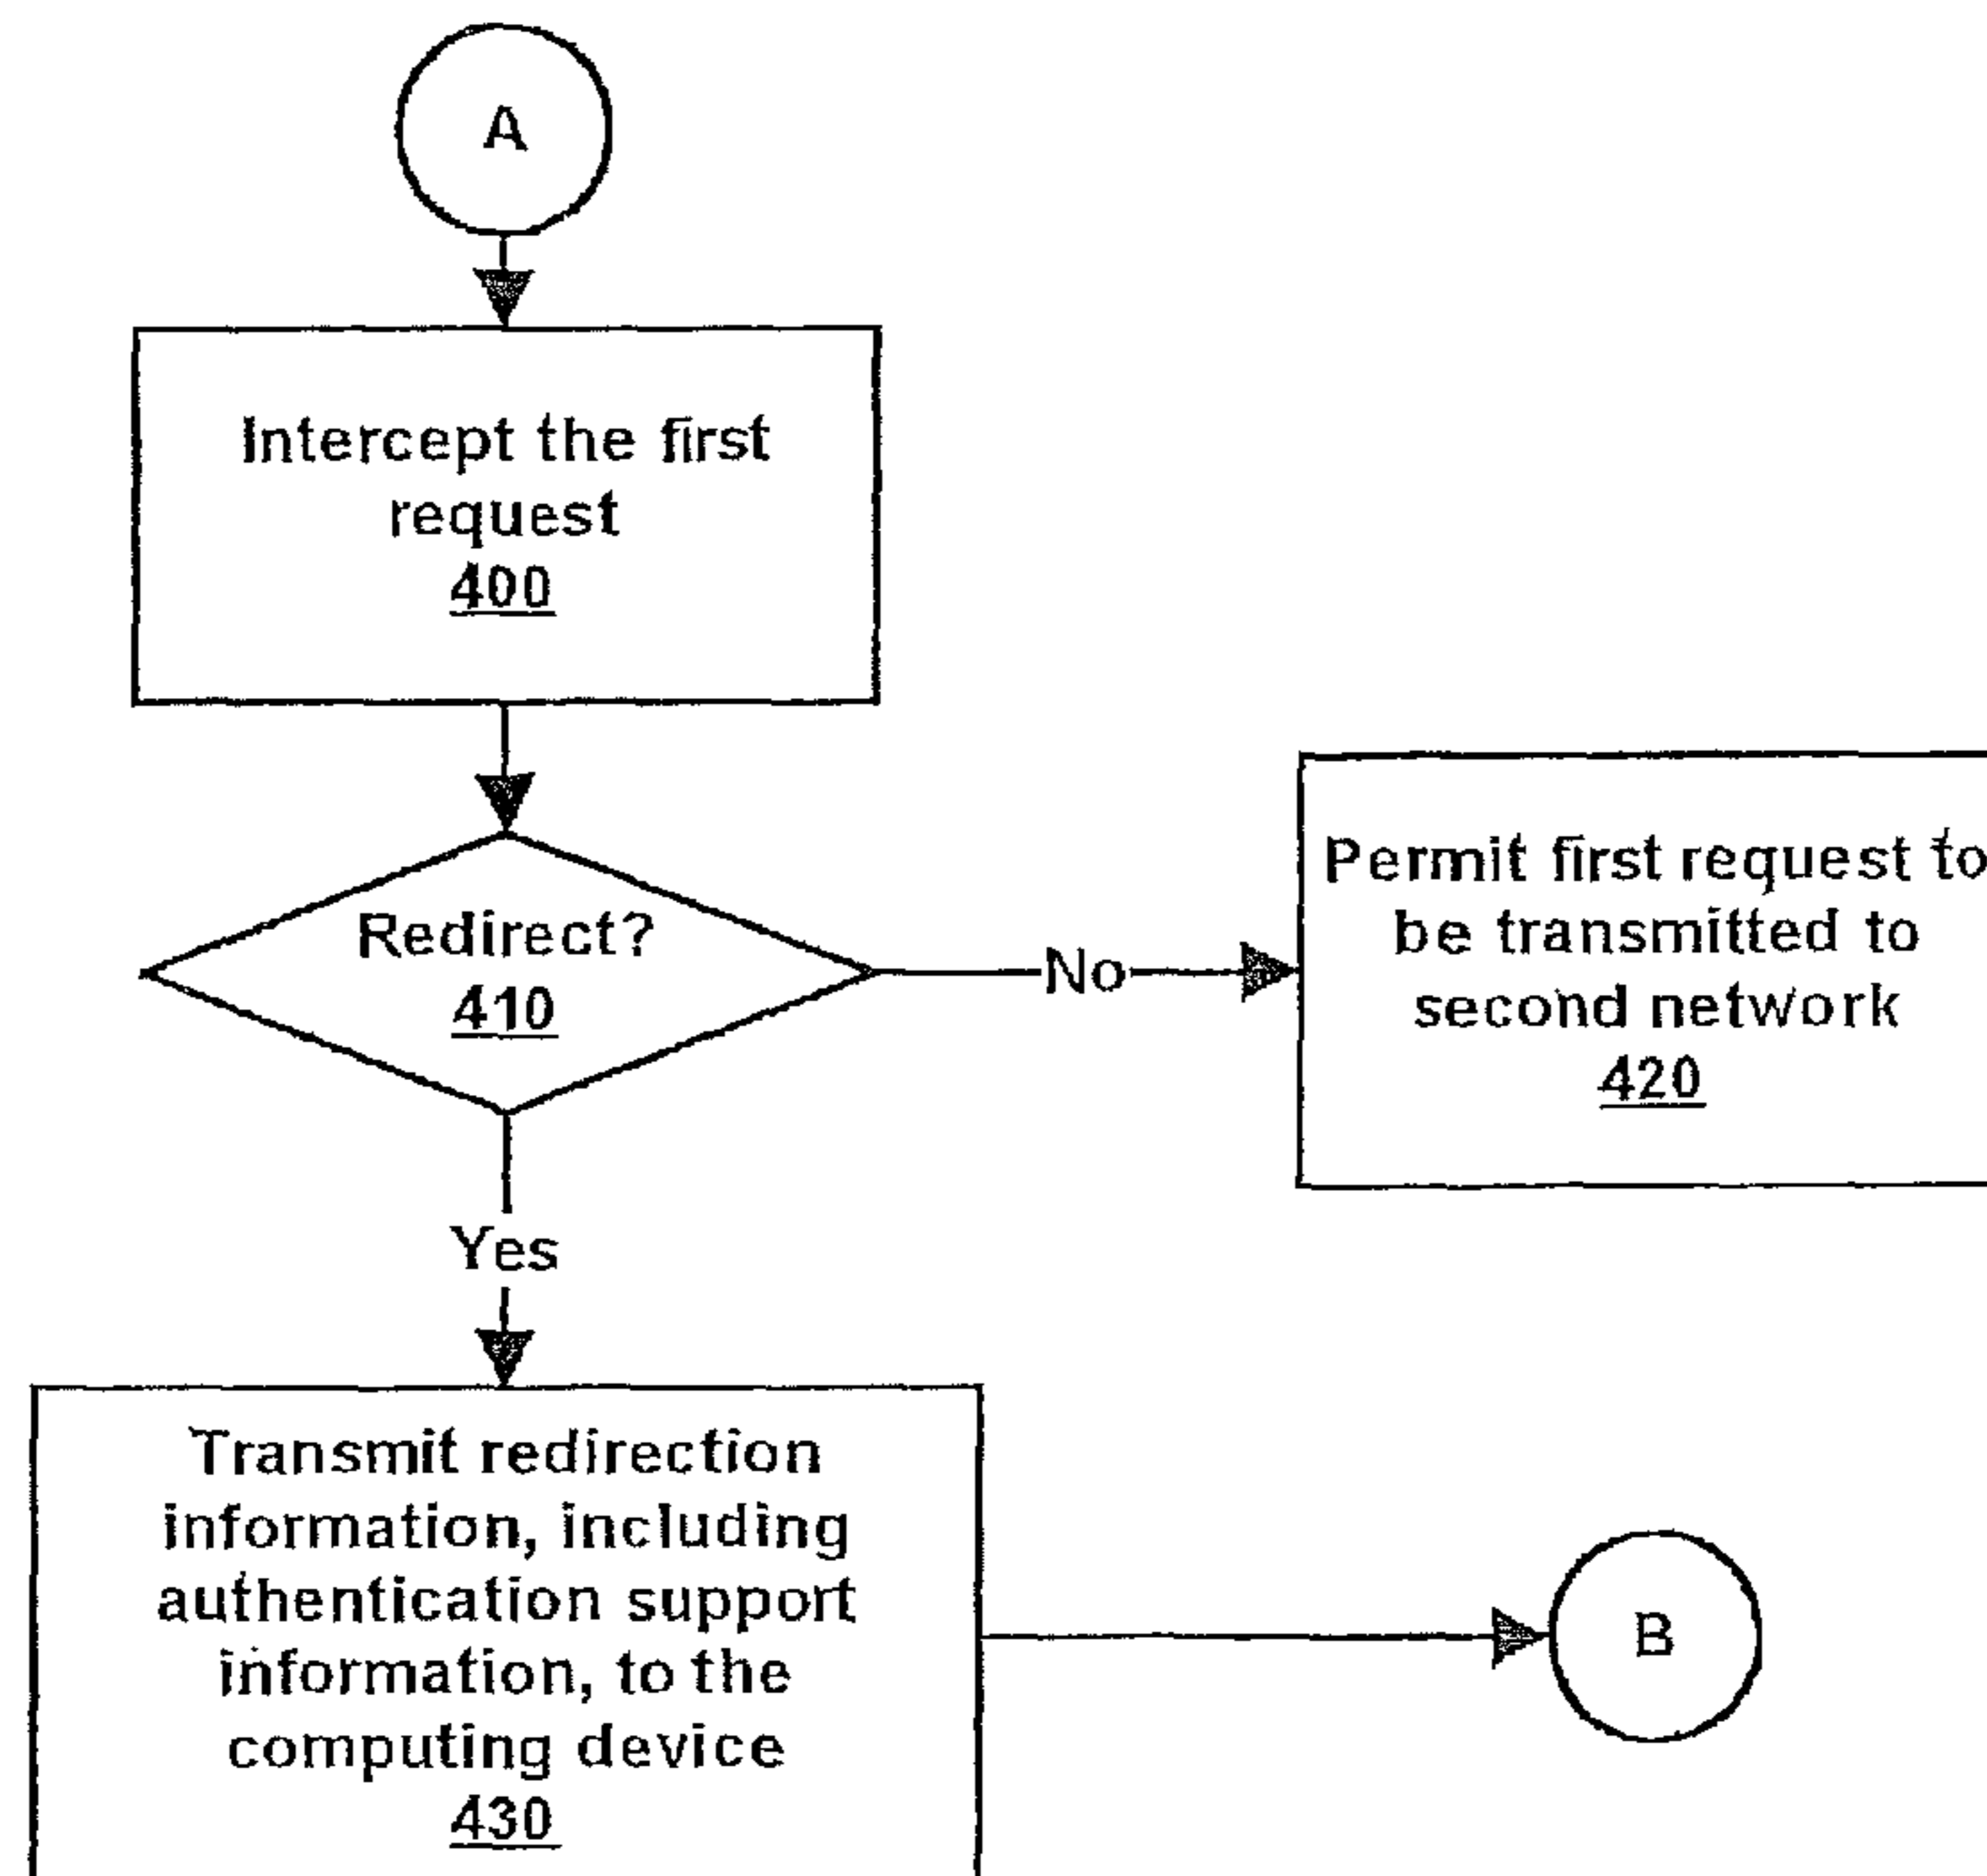 A
Intercept the first
request
400
Redirect?
410
No
Permit first request to
be transmitted to
second network
420
Yes
Transmit redirection
information, including
authentication support
information, to the
computing device
430
B